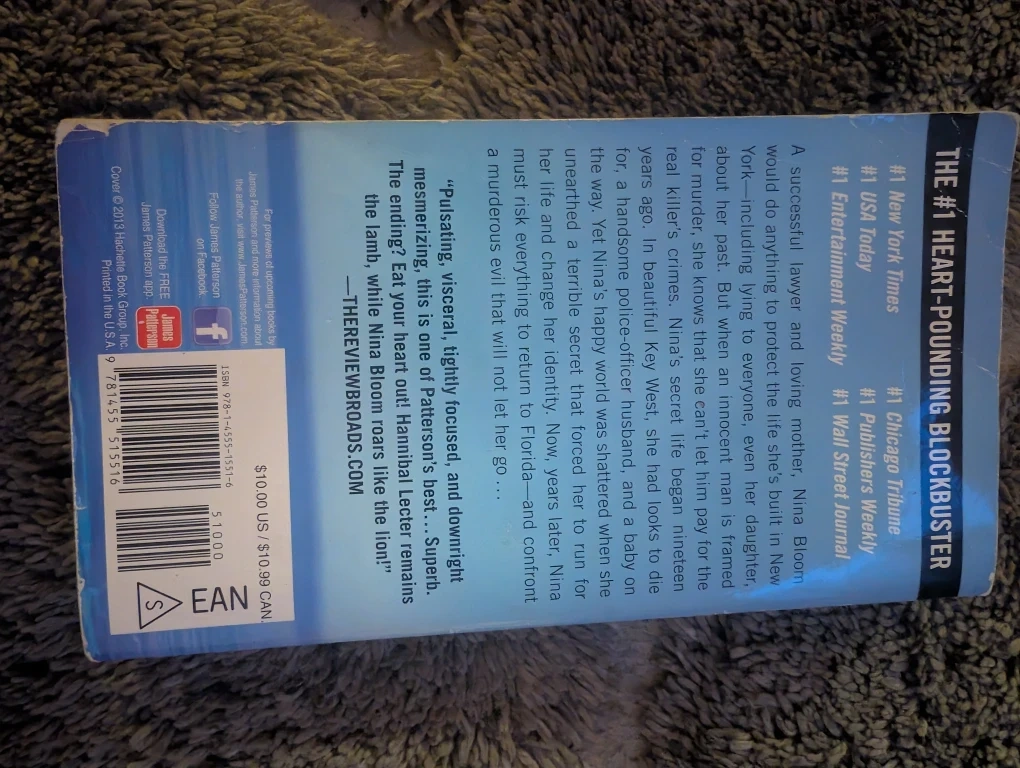 THE #1 HEART-POUNDING BLOCKBUSTER
#1 New York Times #1 Chicago Tribune
#1 USA Today #1 Publishers Weekly
#1 Entertainment Weekly #1 Wall Street Journal
A successful lawyer and loving mother, Nina Bloom
would do anything to protect the life she's built in New
York—including lying to everyone, even her daughter,
about her past. But when an innocent man is framed
for murder, she knows that she can't let him pay for the
real killer's crimes. Nina's secret life began nineteen
years ago. In beautiful Key West, she had looks to die
for, a handsome police-officer husband, and a baby on
the way. Yet Nina's happy world was shattered when she
unearthed a terrible secret that forced her to run for
her life and change her identity. Now, years later, Nina
must risk everything to return to Florida—and confront
a murderous evil that will not let her go . . .
"Pulsating, visceral, tightly focused, and downright
mesmerizing, this is one of Patterson's best . . . . Superb.
The ending? Eat your heart out! Hannibal Lecter remains
the lamb, while Nina Bloom roars like the lion!"
—THEREVIEWBROADS.COM
For previews of upcoming books by
James Patterson and more information about
the author, visit www.JamesPatterson.com.
Follow James Patterson
on Facebook.
f
Download the FREE
James Patterson app.
James
Patterson
Cover © 2013 Hachette Book Group, Inc.
Printed in the U.S.A.
$10.00 US / $10.99 CAN.
ISBN 978-1-4555-1551-6
51000
EAN
9 781455 515516
S